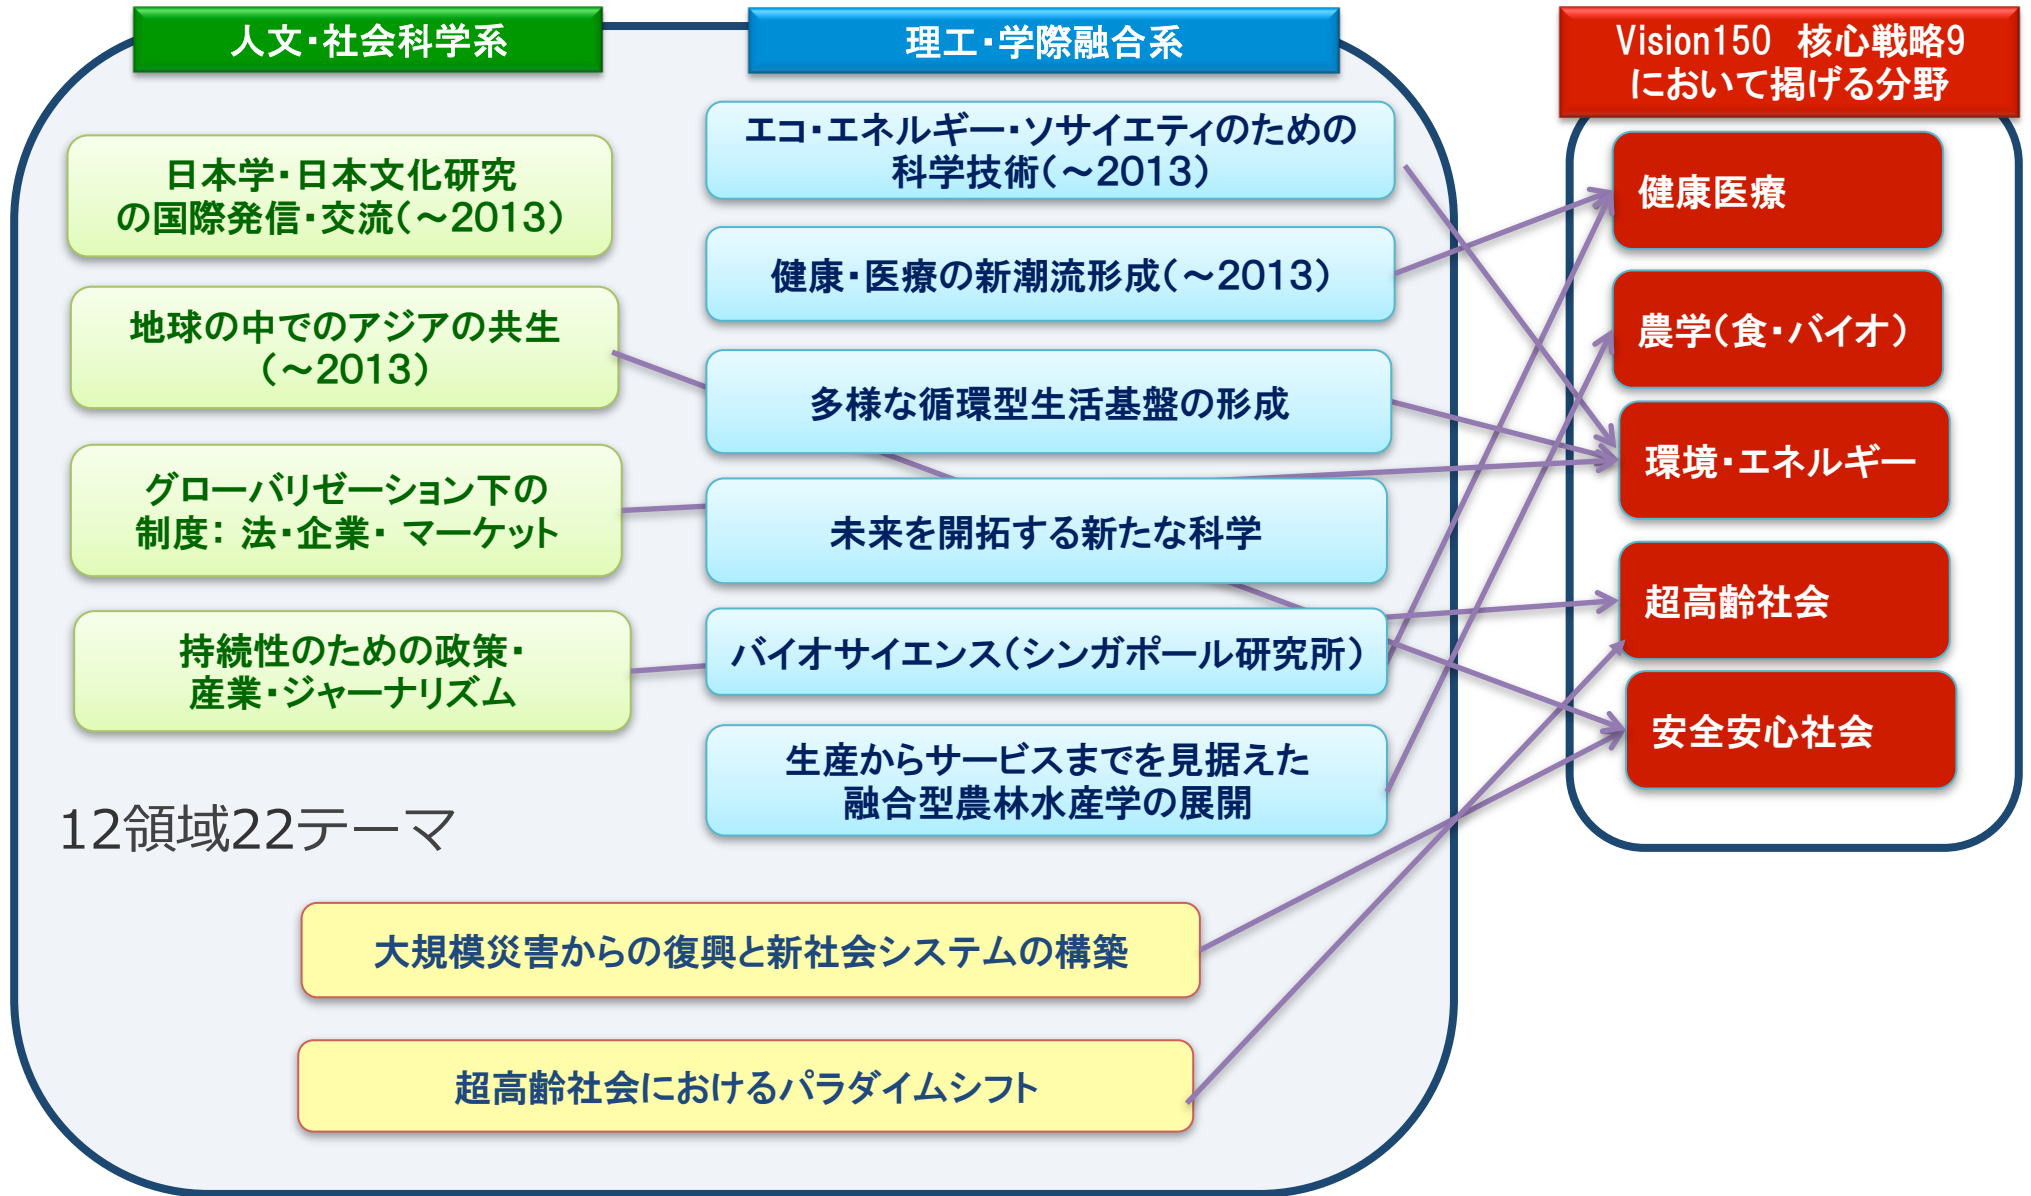 人文・社会科学系
日本学・日本文化研究
の国際発信・交流(～2013)
地球の中でのアジアの共生
(～2013)
グローバリゼーション下の
制度: 法・企業・ マーケット
持続性のための政策・
産業・ジャーナリズム
12領域22テーマ
理工・学際融合系
エコ・エネルギー・ソサイエティのための
科学技術(～2013)
健康・医療の新潮流形成(～2013)
多様な循環型生活基盤の形成
未来を開拓する新たな科学
バイオサイエンス(シンガポール研究所)
生産からサービスまでを見据えた
融合型農林水産学の展開
大規模災害からの復興と新社会システムの構築
超高齢社会におけるパラダイムシフト
Vision150 核心戦略9
において掲げる分野
健康医療
農学(食・バイオ)
環境・エネルギー
超高齢社会
安全安心社会